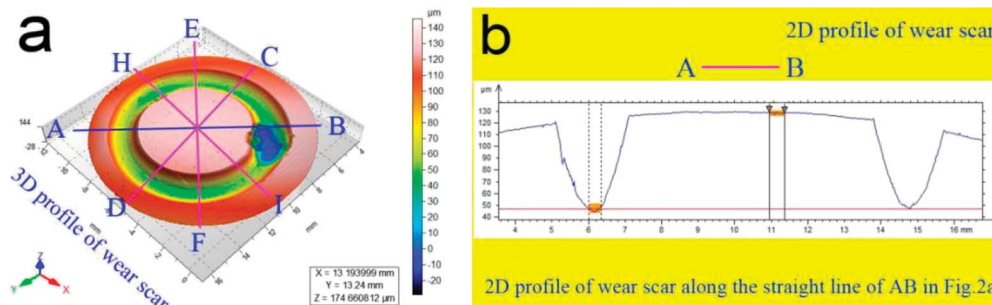 a
E
C
H
A
B
D
I
F
3D profile of wear scar
144
-28
μm
140
130
120
110
100
90
80
70
60
50
40
30
20
10
0
-10
-20
mm
mm
X = 13 193999 mm
Y = 13.24 mm
Z = 174 660812 μm
Z
Y
X
b
2D profile of wear scar
A B
μm
130
120
110
100
90
80
70
60
50
40
4 5 6 7 8 9 10 11 12 13 14 15 16 mm
2D profile of wear scar along the straight line of AB in Fig.2a